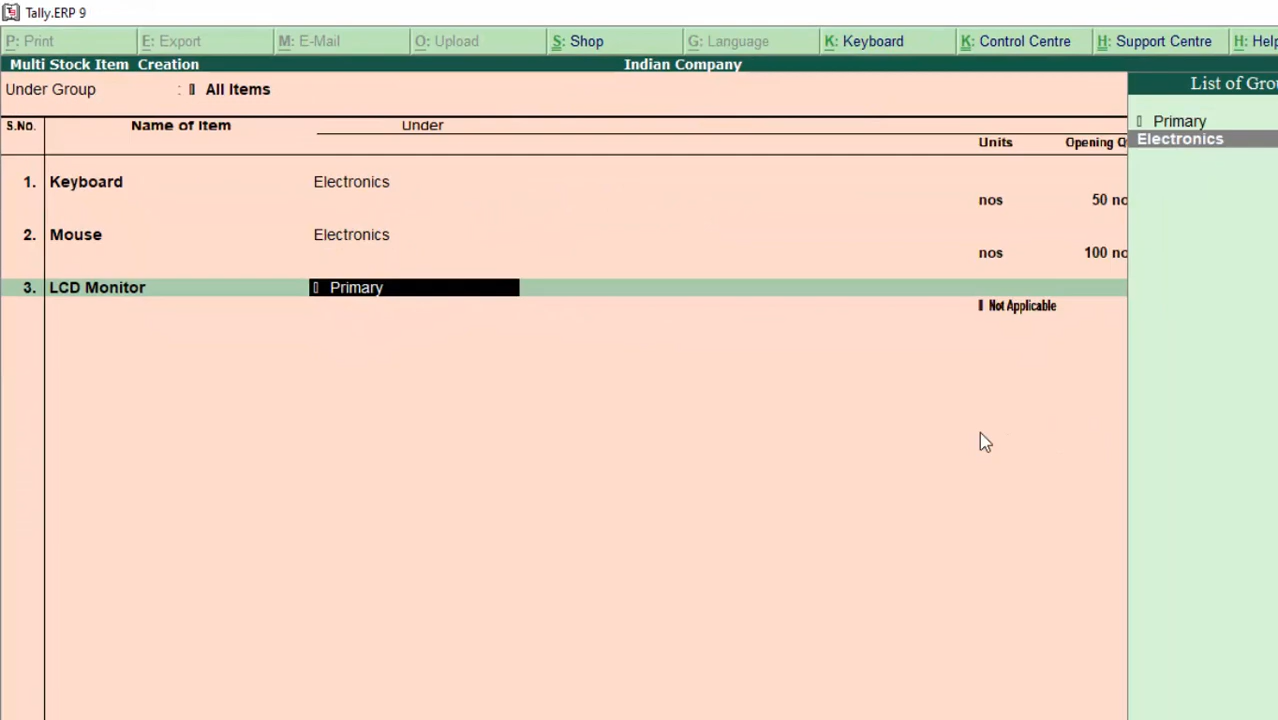 Tally.ERP 9
P: Print E: Export M: E-Mail O: Upload S: Shop G: Language K: Keyboard K: Control Centre H: Support Centre H: Help
Multi Stock Item Creation Indian Company
List of Grou
Under Group : All Items
Primary
Electronics
S.No. Name of Item Under
Units Opening Q
1. Keyboard Electronics
nos 50 no
2. Mouse Electronics
nos 100 no
3. LCD Monitor Primary
Not Applicable